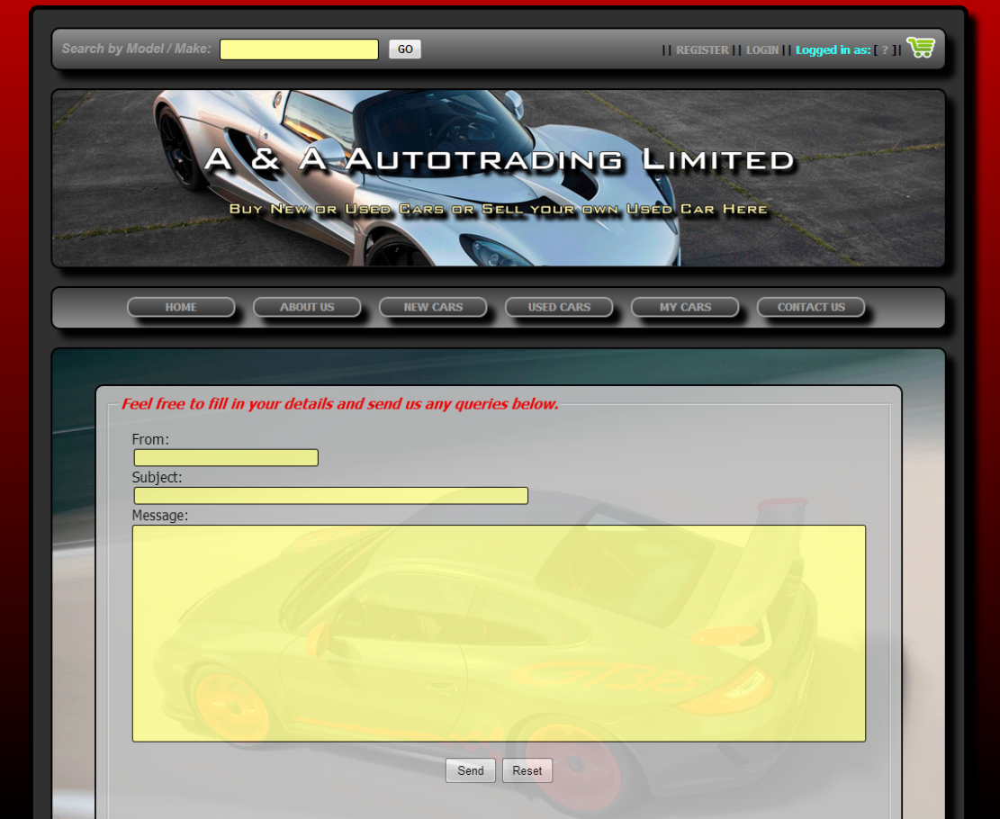 Search by Model / Make: GO || REGISTER || LOGIN || Logged in as: [ ? ]|
A & A Autotrading Limited
Buy New or Used Cars or Sell your own Used Car Here
HOME ABOUT US NEW CARS USED CARS MY CARS CONTACT US
Feel free to fill in your details and send us any queries below.
From:
Subject:
Message:
GT3RS
Send Reset